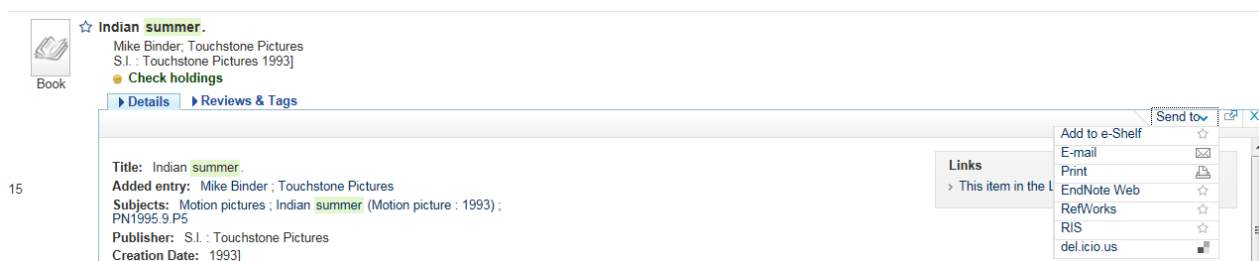 Indian summer.
Mike Binder; Touchstone Pictures
S.l. : Touchstone Pictures 1993]
Check holdings
Book
Details Reviews & Tags
Send to
X
Add to e-Shelf
E-mail
Print
EndNote Web
RefWorks
RIS
del.icio.us
Links
This item in the
15
Title: Indian summer.
Added entry: Mike Binder ; Touchstone Pictures
Subjects: Motion pictures ; Indian summer (Motion picture : 1993) ;
PN1995.9.P5
Publisher: S.l. : Touchstone Pictures
Creation Date: 1993]